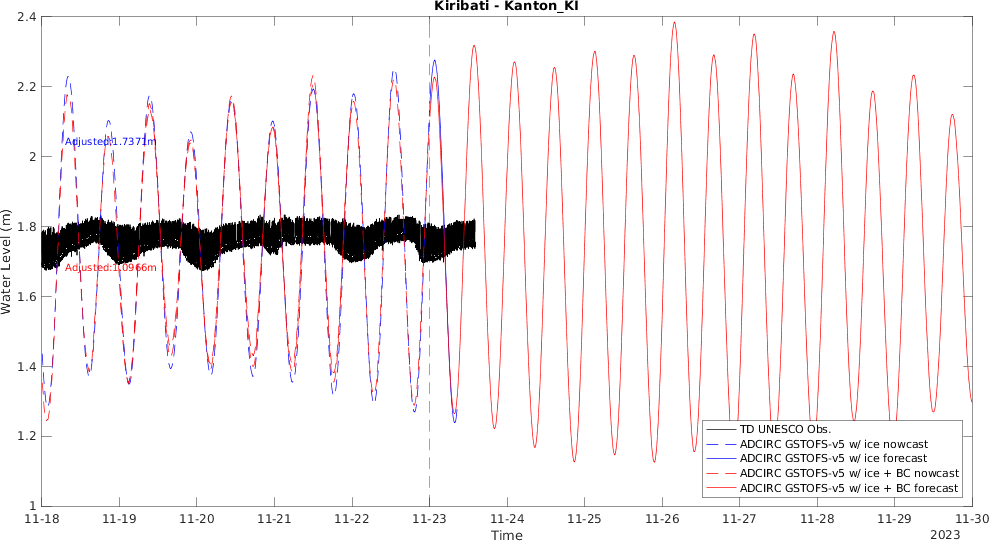 Kiribati - Kanton_KI
Water Level (m)
2.4
2.2
2
1.8
1.6
1.4
1.2
1
Adjusted:1.7371m
Adjusted:1.0966m
TD UNESCO Obs.
ADCIRC GSTOFS-v5 w/ ice nowcast
ADCIRC GSTOFS-v5 w/ ice forecast
ADCIRC GSTOFS-v5 w/ ice + BC nowcast
ADCIRC GSTOFS-v5 w/ ice + BC forecast
11-18 11-19 11-20 11-21 11-22 11-23 11-24 11-25 11-26 11-27 11-28 11-29 11-30
Time
2023